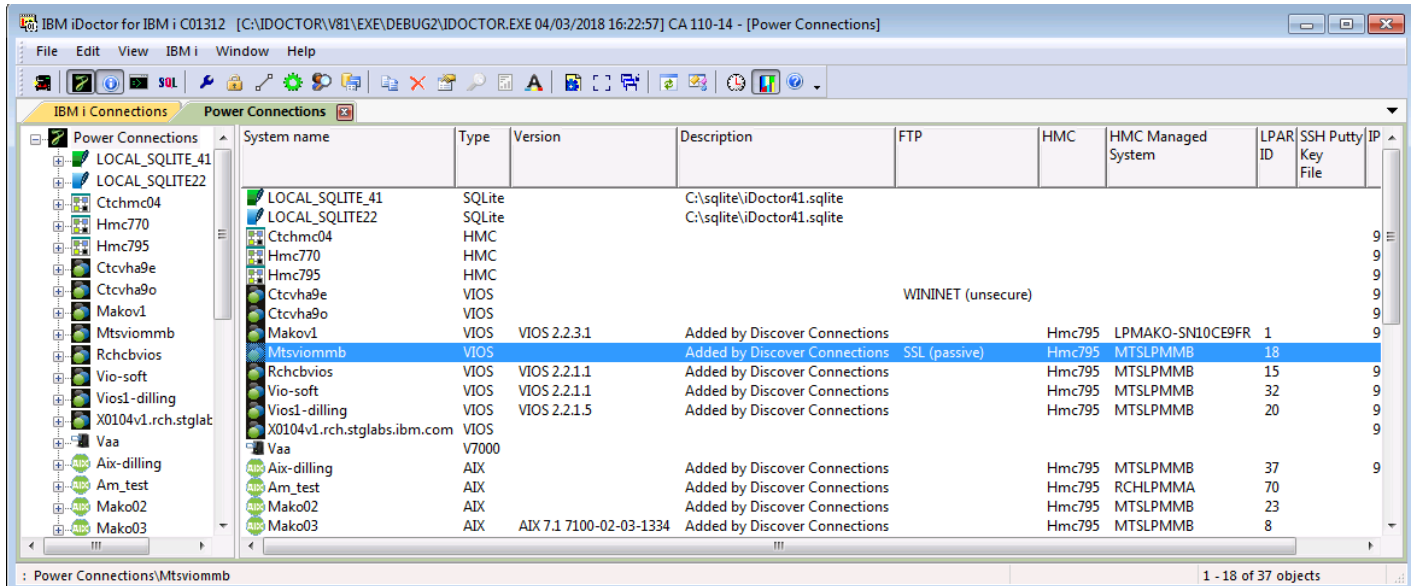 IBM iDoctor for IBM i C01312 [C:\IDOCTOR\V81\EXE\DEBUG2\IDOCTOR.EXE 04/03/2018 16:22:57] CA 110-14 - [Power Connections]
File Edit View IBM i Window Help
SQL
IBM i Connections Power Connections
Power Connections
LOCAL_SQLITE_41
LOCAL_SQLITE22
Ctchmc04
Hmc770
Hmc795
Ctcvha9e
Ctcvha9o
Makov1
Mtsviommb
Rchcbvios
Vio-soft
Vios1-dilling
X0104v1.rch.stglab
Vaa
Aix-dilling
Am_test
Mako02
Mako03
System name Type Version Description FTP HMC HMC Managed System LPAR ID SSH Putty Key File IP
LOCAL_SQLITE_41 SQLite C:\sqlite\iDoctor41.sqlite
LOCAL_SQLITE22 SQLite C:\sqlite\iDoctor41.sqlite
Ctchmc04 HMC 9
Hmc770 HMC 9
Hmc795 HMC 9
Ctcvha9e VIOS WININET (unsecure) 9
Ctcvha9o VIOS 9
Makov1 VIOS VIOS 2.2.3.1 Added by Discover Connections Hmc795 LPMAKO-SN10CE9FR 1 9
Mtsviommb VIOS Added by Discover Connections SSL (passive) Hmc795 MTSLPMMB 18
Rchcbvios VIOS VIOS 2.2.1.1 Added by Discover Connections Hmc795 MTSLPMMB 15 9
Vio-soft VIOS VIOS 2.2.1.1 Added by Discover Connections Hmc795 MTSLPMMB 32 9
Vios1-dilling VIOS VIOS 2.2.1.5 Added by Discover Connections Hmc795 MTSLPMMB 20 9
X0104v1.rch.stglabs.ibm.com VIOS 9
Vaa V7000
Aix-dilling AIX Added by Discover Connections Hmc795 MTSLPMMB 37 9
Am_test AIX Added by Discover Connections Hmc795 RCHLPMMA 70
Mako02 AIX Added by Discover Connections Hmc795 MTSLPMMB 23
Mako03 AIX AIX 7.1 7100-02-03-1334 Added by Discover Connections Hmc795 MTSLPMMB 8
: Power Connections\Mtsviommb 1 - 18 of 37 objects